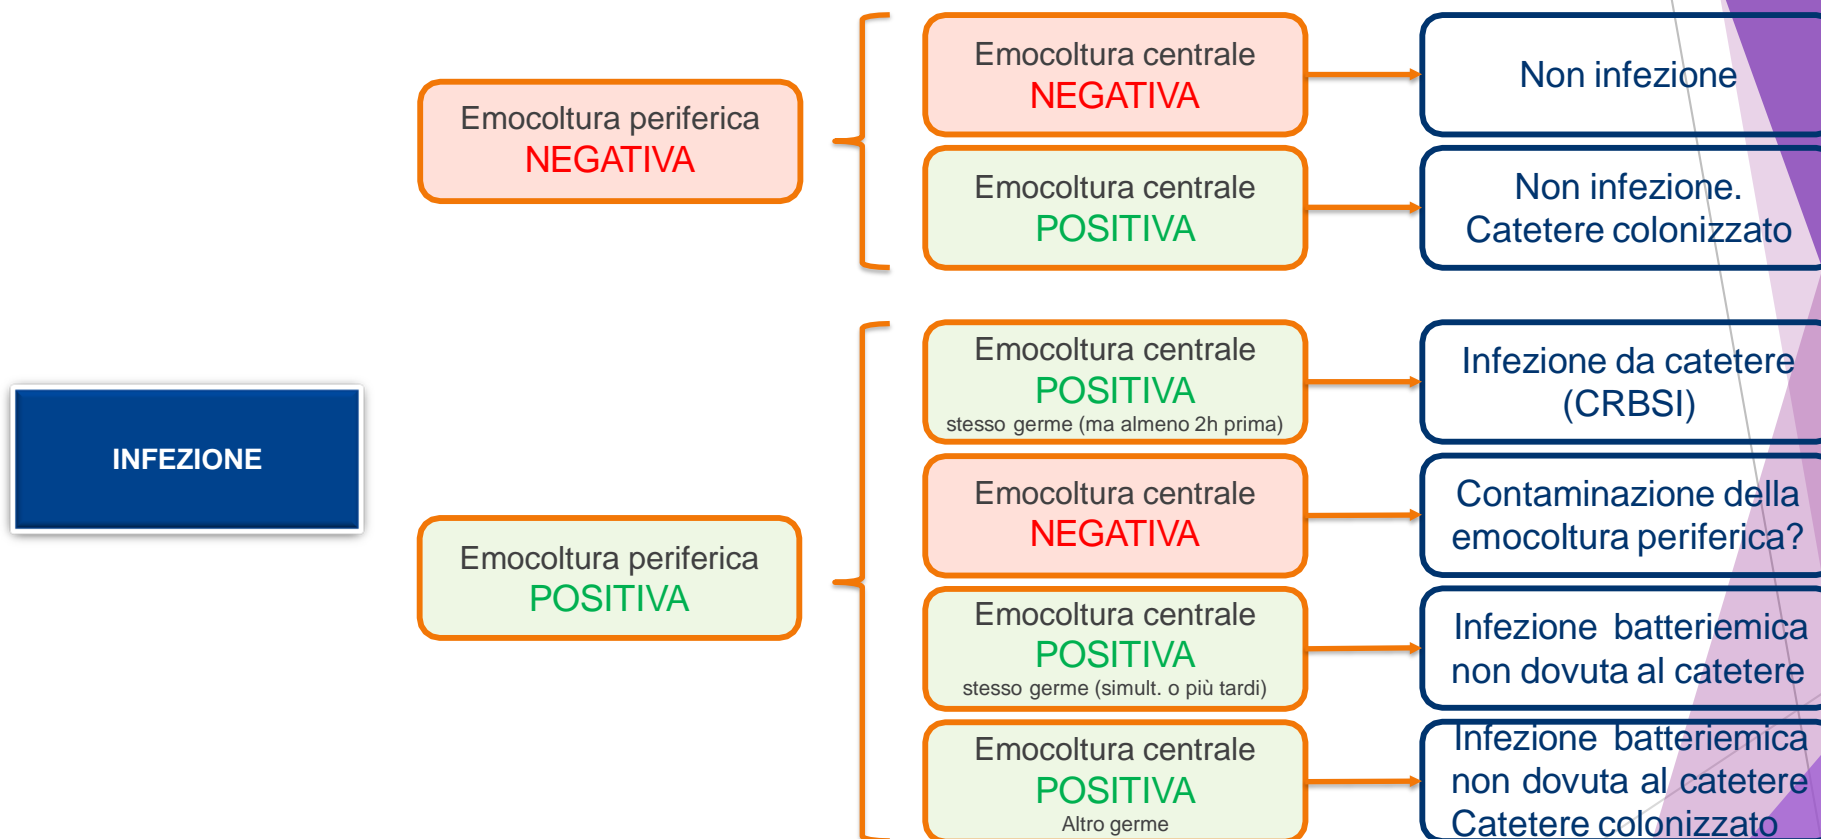 INFEZIONE
Emocoltura periferica
NEGATIVA
Emocoltura centrale
NEGATIVA
Non infezione
Emocoltura centrale
POSITIVA
Non infezione.
Catetere colonizzato
Emocoltura periferica
POSITIVA
Emocoltura centrale
POSITIVA
stesso germe (ma almeno 2h prima)
Infezione da catetere
(CRBSI)
Emocoltura centrale
NEGATIVA
Contaminazione della
emocoltura periferica?
Emocoltura centrale
POSITIVA
stesso germe (simult. o più tardi)
Infezione batteriemica
non dovuta al catetere
Emocoltura centrale
POSITIVA
Altro germe
Infezione batteriemica
non dovuta al catetere
Catetere colonizzato